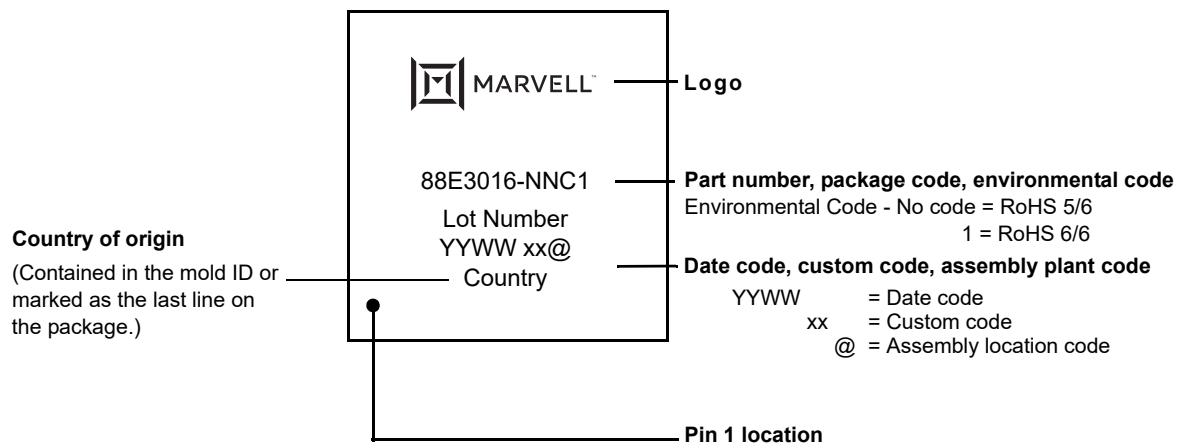 MARVELL™
Logo
88E3016-NNC1
Part number, package code, environmental code
Environmental Code - No code = RoHS 5/6
1 = RoHS 6/6
Lot Number
YYWW xx@
Country
Country of origin
(Contained in the mold ID or
marked as the last line on
the package.)
Date code, custom code, assembly plant code
YYWW = Date code
xx = Custom code
@ = Assembly location code
Pin 1 location